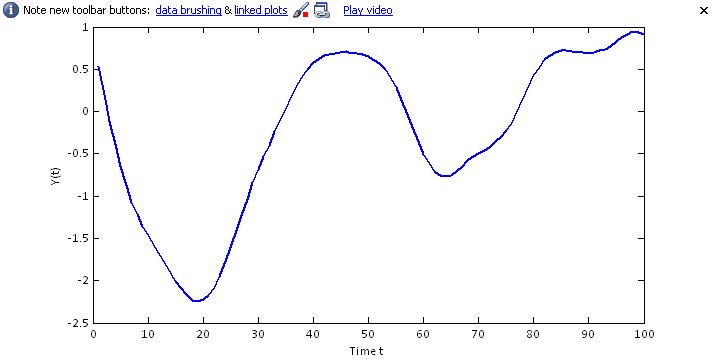 Note new toolbar buttons: data brushing & linked plots Play video
1
0.5
0
-0.5
-1
-1.5
-2
-2.5
Y(t)
0 10 20 30 40 50 60 70 80 90 100
Time t